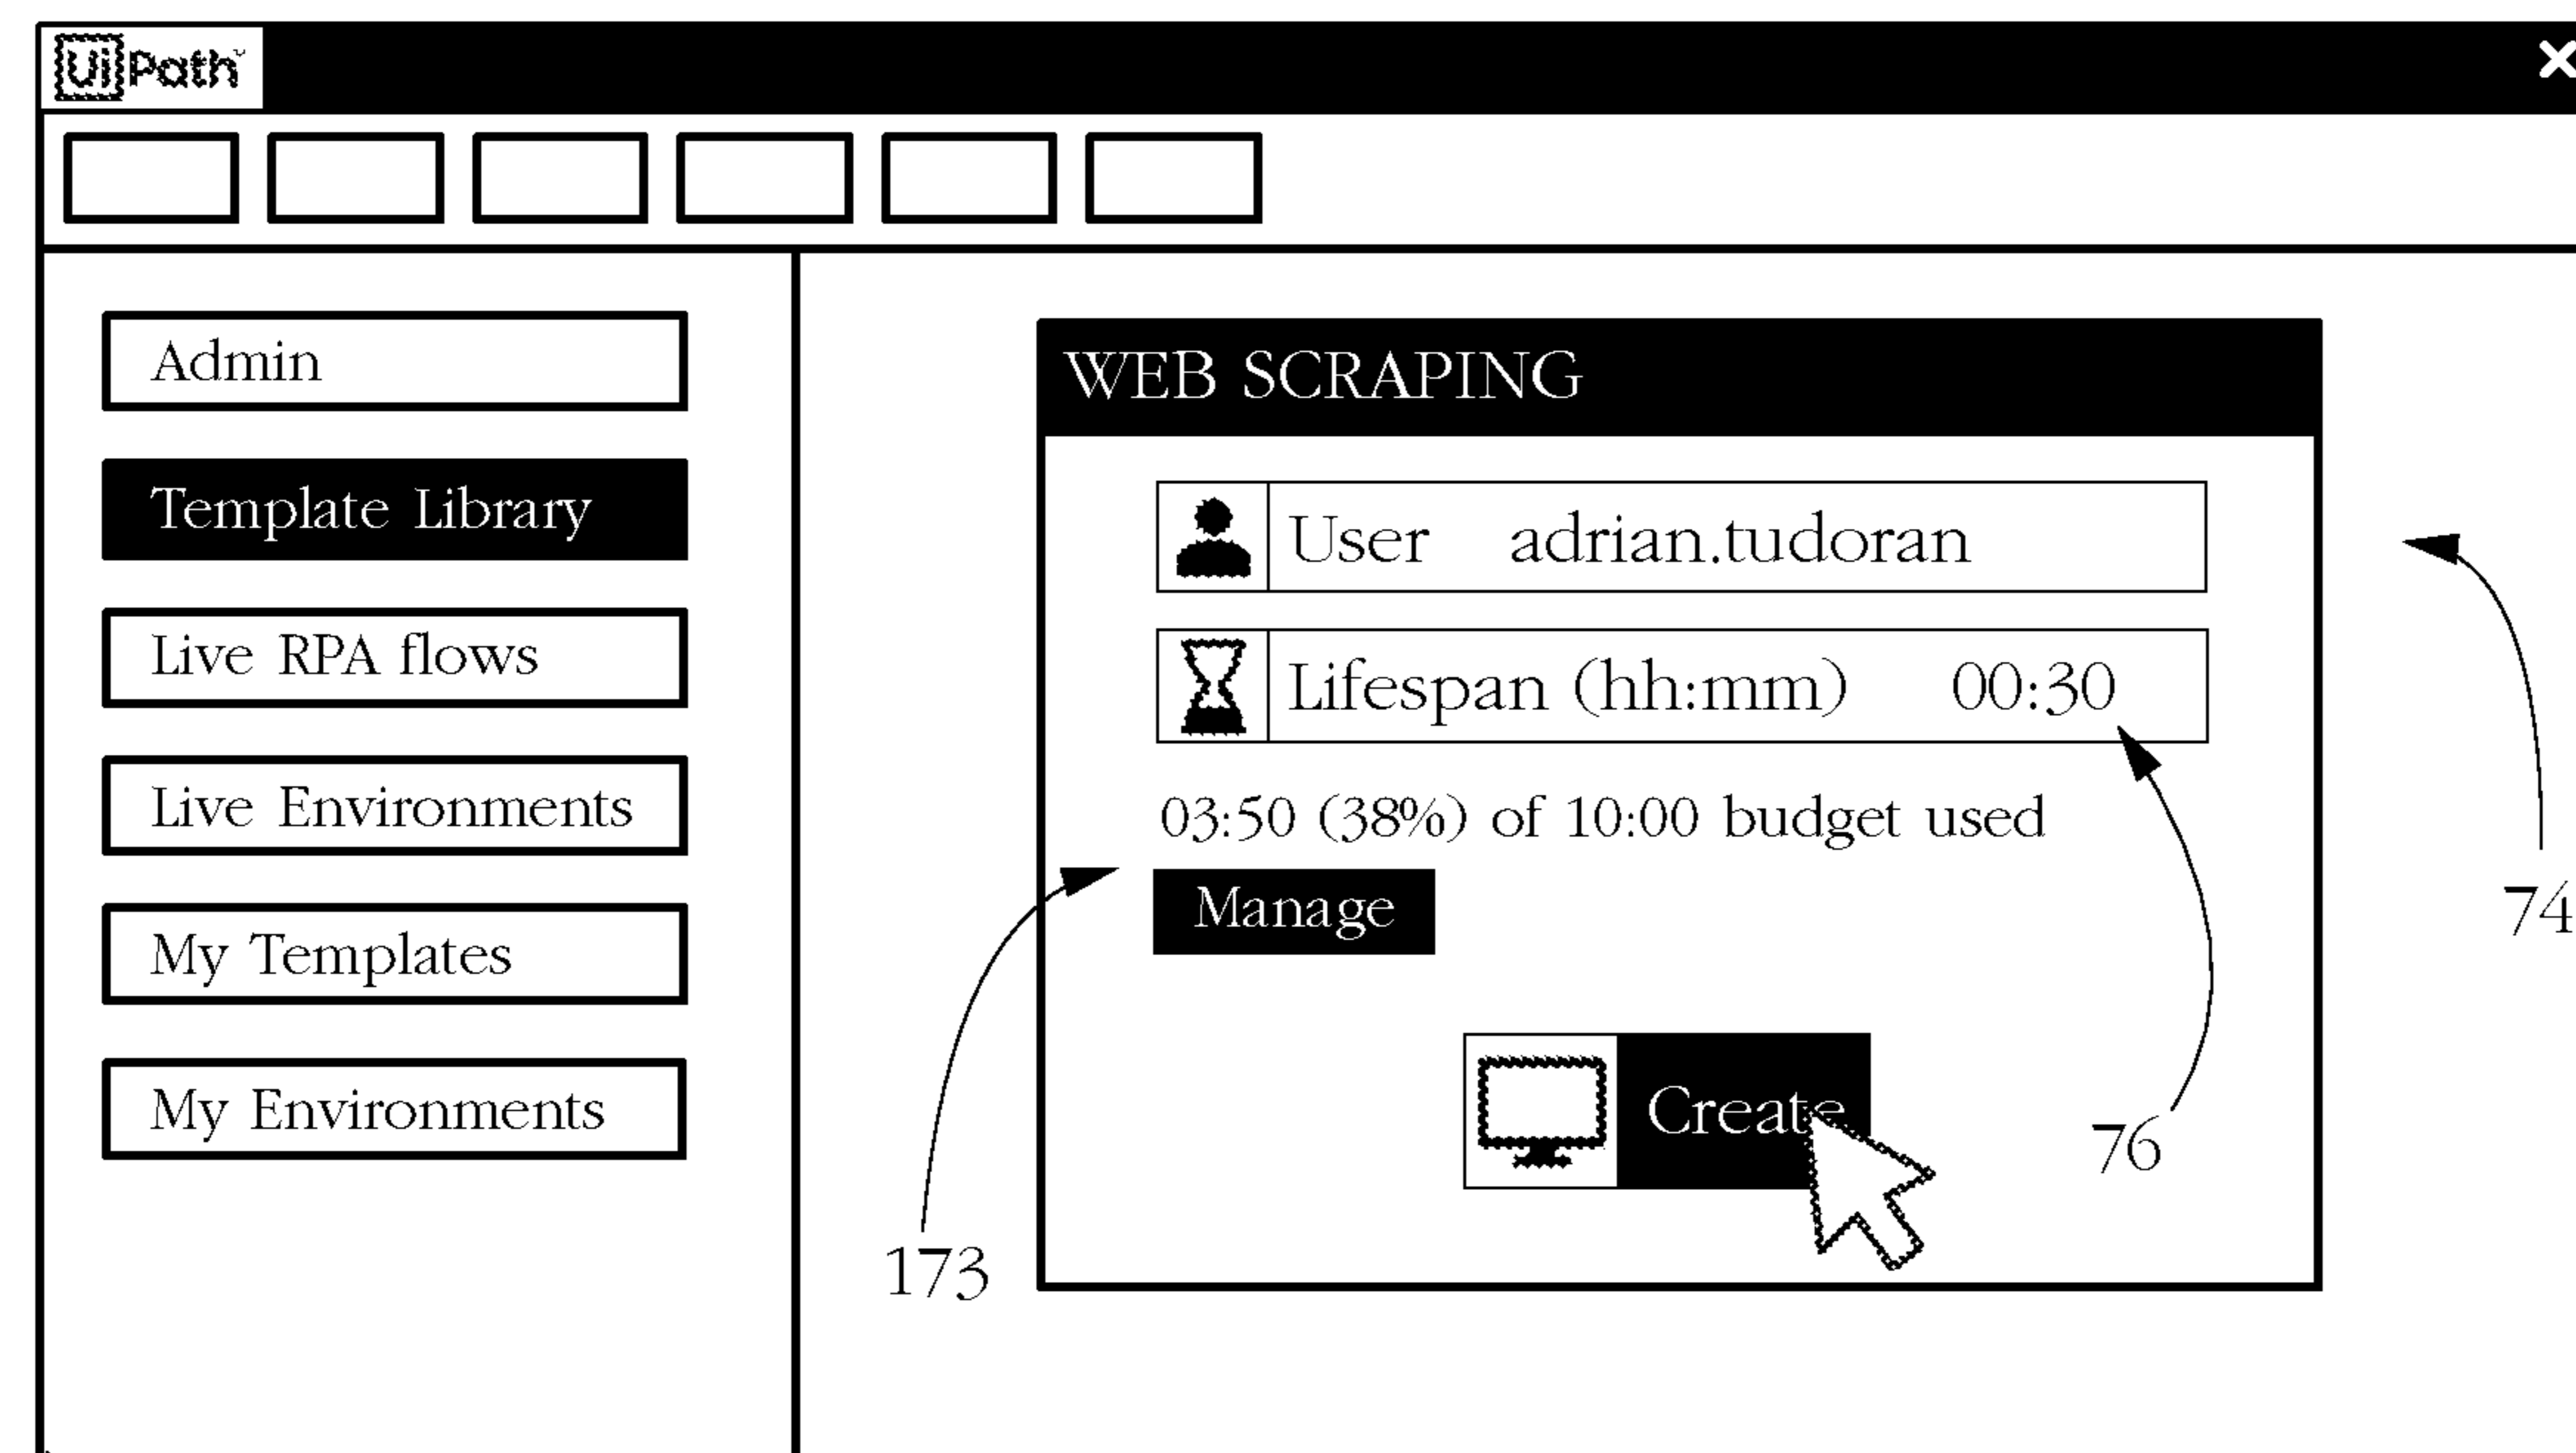 UiPath
Admin
Template Library
Live RPA flows
Live Environments
My Templates
My Environments
WEB SCRAPING
User adrian.tudoran
Lifespan (hh:mm) 00:30
03:50 (38%) of 10:00 budget used
Manage
Create
74
76
173